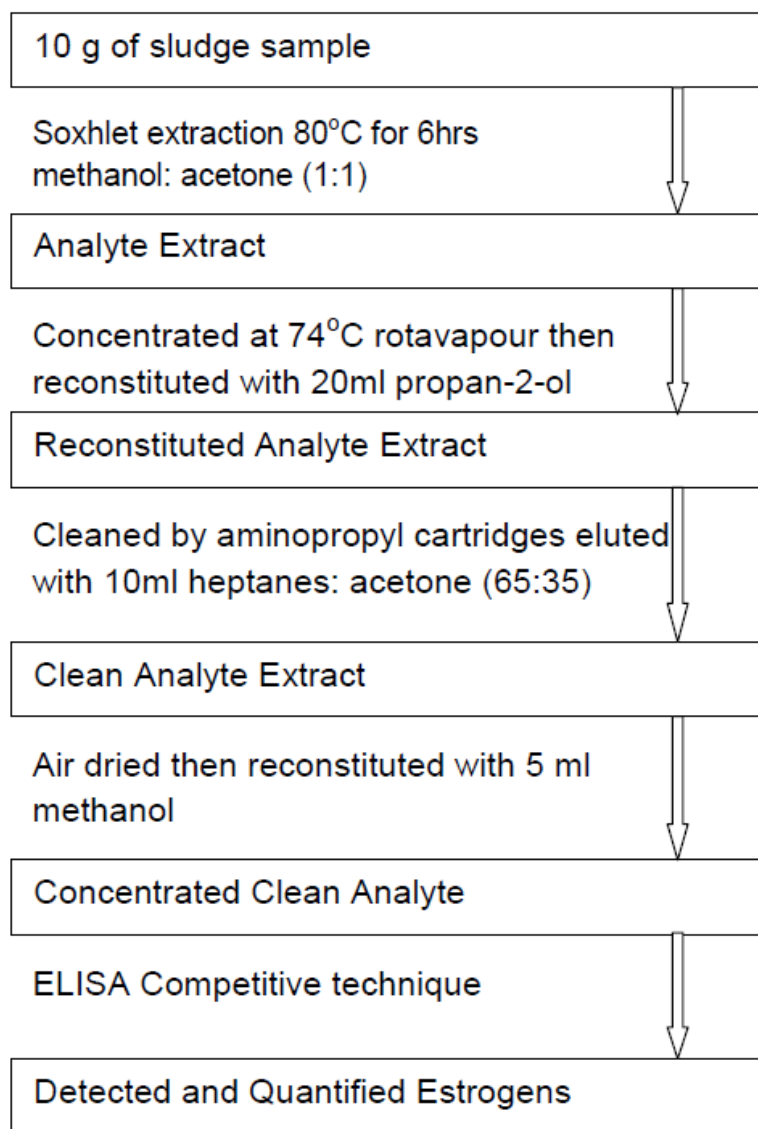 10 g of sludge sample
Soxhlet extraction 80°C for 6hrs
methanol: acetone (1:1)
Analyte Extract
Concentrated at 74°C rotavapour then
reconstituted with 20ml propan-2-ol
Reconstituted Analyte Extract
Cleaned by aminopropyl cartridges eluted
with 10ml heptanes: acetone (65:35)
Clean Analyte Extract
Air dried then reconstituted with 5 ml
methanol
Concentrated Clean Analyte
ELISA Competitive technique
Detected and Quantified Estrogens